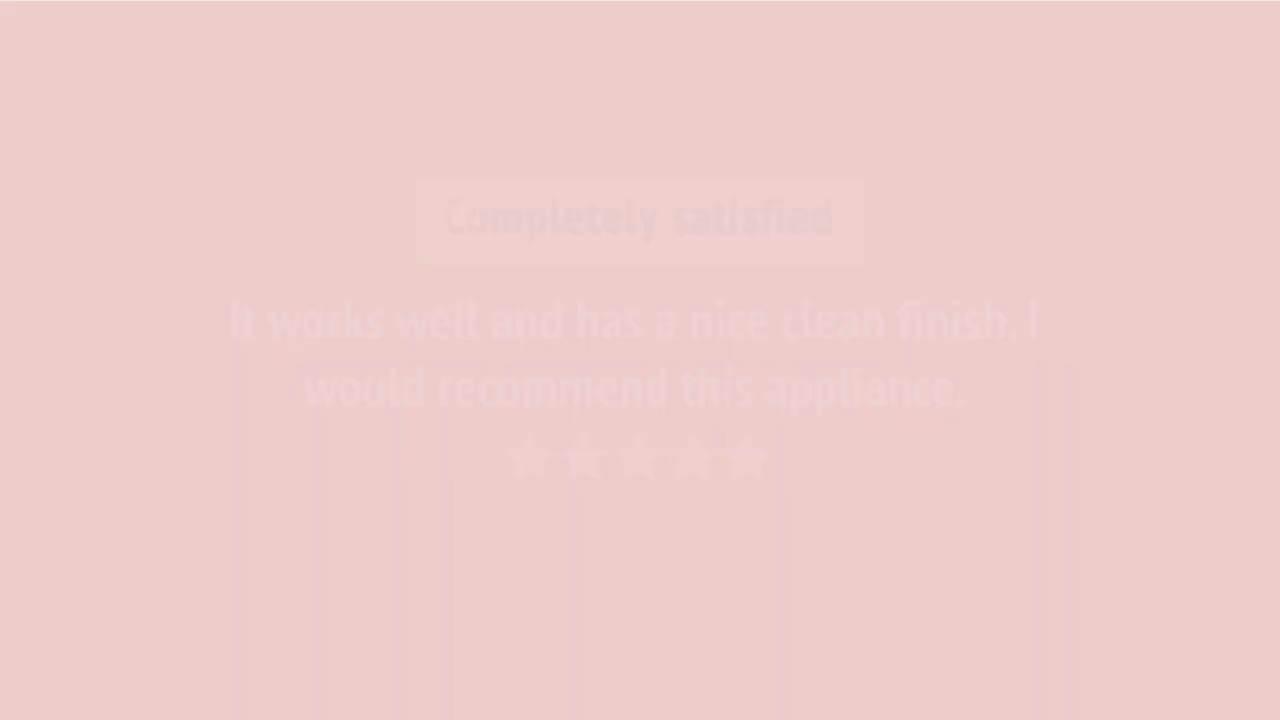 Completely satisfied
It works well and has a nice clean finish. I
would recommend this appliance.